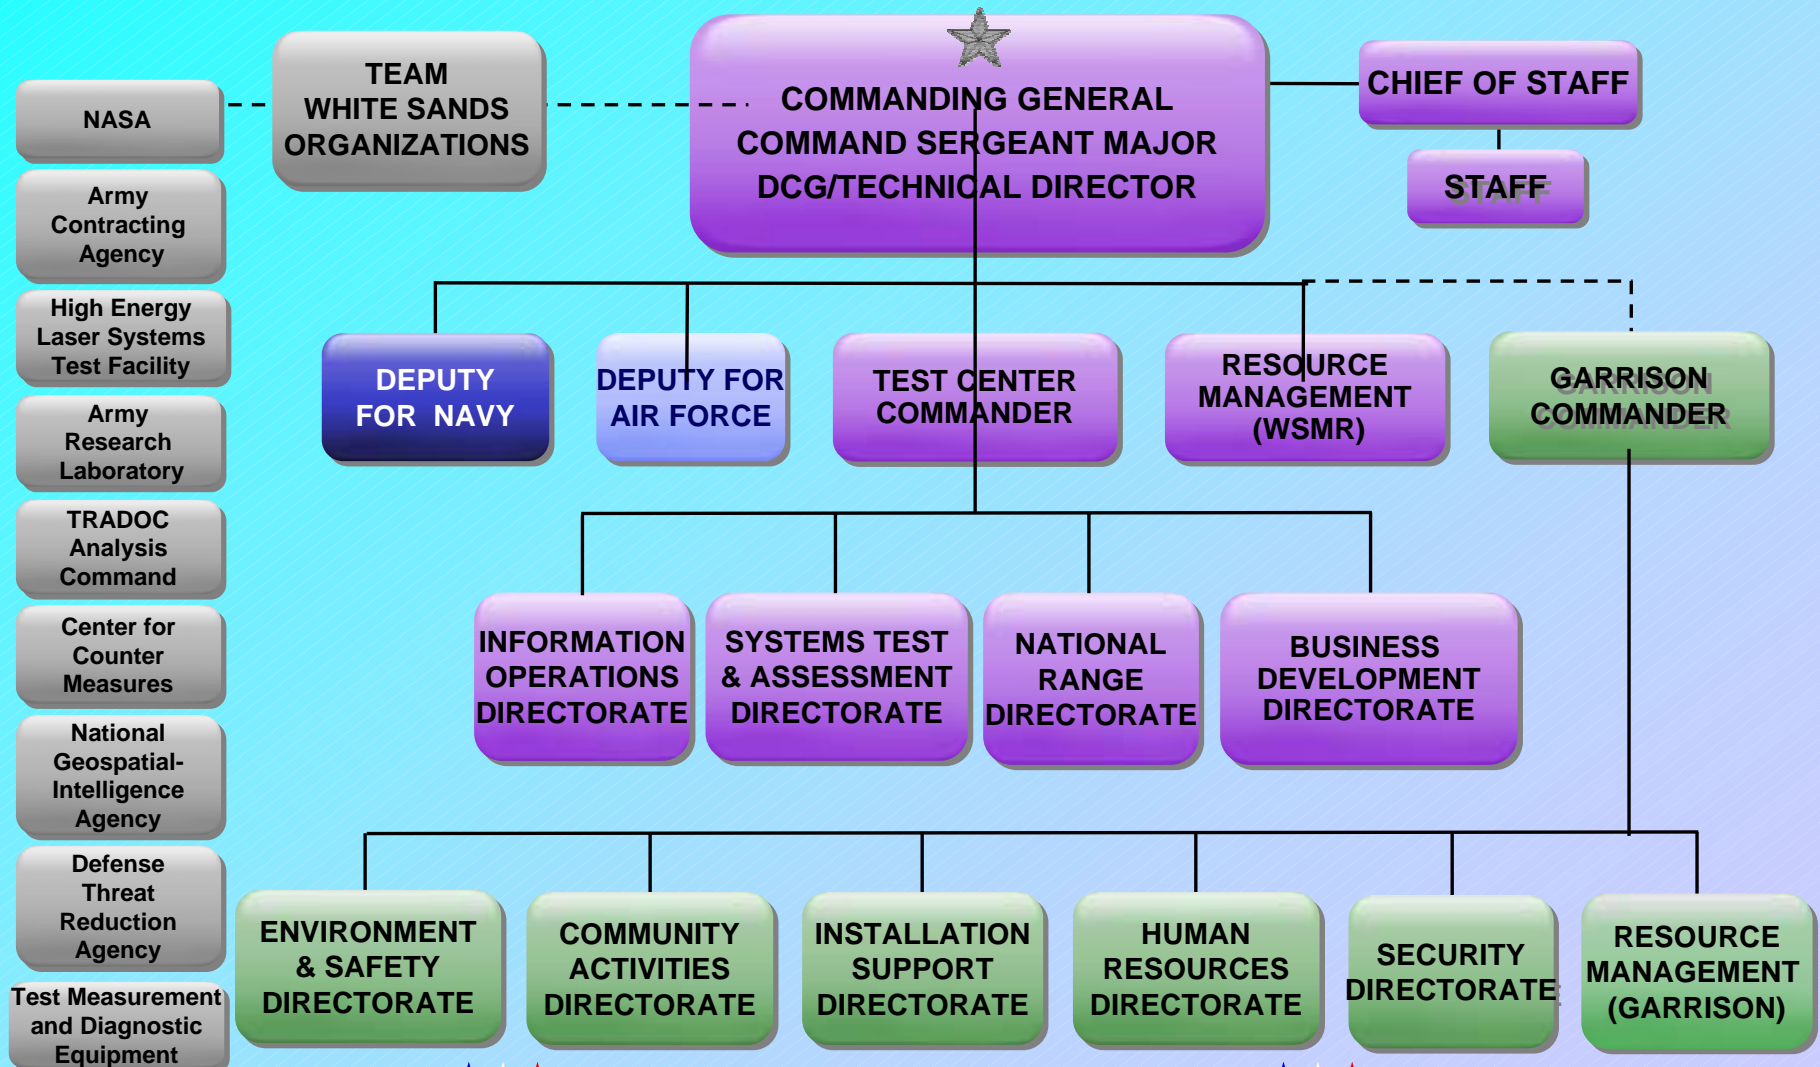 NASA
TEAM
WHITE SANDS
ORGANIZATIONS
COMMANDING GENERAL
COMMAND SERGEANT MAJOR
DCG/TECHNICAL DIRECTOR
CHIEF OF STAFF
STAFF
Army
Contracting
Agency
High Energy
Laser Systems
Test Facility
Army
Research
Laboratory
TRADOC
Analysis
Command
Center for
Counter
Measures
National
Geospatial-
Intelligence
Agency
Defense
Threat
Reduction
Agency
Test Measurement
and Diagnostic
Equipment
DEPUTY
FOR NAVY
DEPUTY FOR
AIR FORCE
TEST CENTER
COMMANDER
RESOURCE
MANAGEMENT
(WSMR)
GARRISON
COMMANDER
INFORMATION
OPERATIONS
DIRECTORATE
SYSTEMS TEST
& ASSESSMENT
DIRECTORATE
NATIONAL
RANGE
DIRECTORATE
BUSINESS
DEVELOPMENT
DIRECTORATE
ENVIRONMENT
& SAFETY
DIRECTORATE
COMMUNITY
ACTIVITIES
DIRECTORATE
INSTALLATION
SUPPORT
DIRECTORATE
HUMAN
RESOURCES
DIRECTORATE
SECURITY
DIRECTORATE
RESOURCE
MANAGEMENT
(GARRISON)